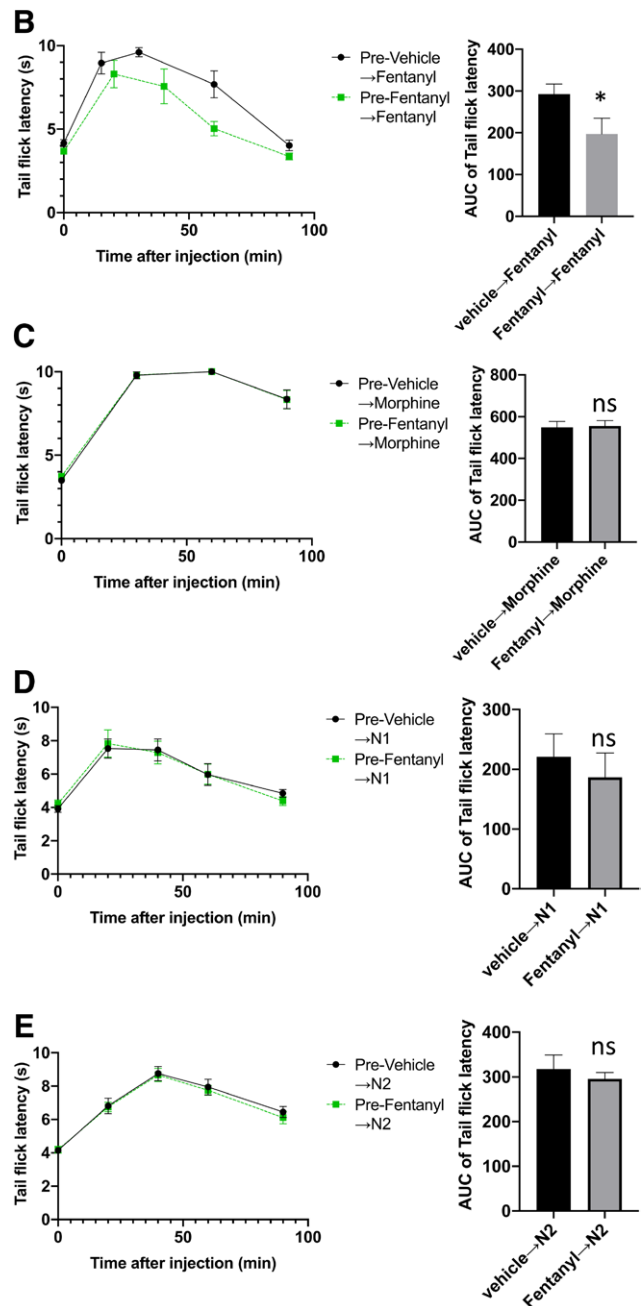 B
Tail flick latency (s)
10
5
0
0
50
100
Time after injection (min)
Pre-Vehicle
→Fentanyl
Pre-Fentanyl
→Fentanyl
AUC of Tail flick latency
400
300
200
100
0
*
vehicle→Fentanyl
Fentanyl→Fentanyl
C
Tail flick latency (s)
10
5
0
0
50
100
Time after injection (min)
Pre-Vehicle
→Morphine
Pre-Fentanyl
→Morphine
AUC of Tail flick latency
800
600
400
200
0
ns
vehicle→Morphine
Fentanyl→Morphine
D
Tail flick latency (s)
10
8
6
4
2
0
0
50
100
Time after injection (min)
Pre-Vehicle
→N1
Pre-Fentanyl
→N1
AUC of Tail flick latency
300
200
100
0
ns
vehicle→N1
Fentanyl→N1
E
Tail flick latency (s)
10
8
6
4
2
0
0
50
100
Time after injection (min)
Pre-Vehicle
→N2
Pre-Fentanyl
→N2
AUC of Tail flick latency
400
300
200
100
0
ns
vehicle→N2
Fentanyl→N2